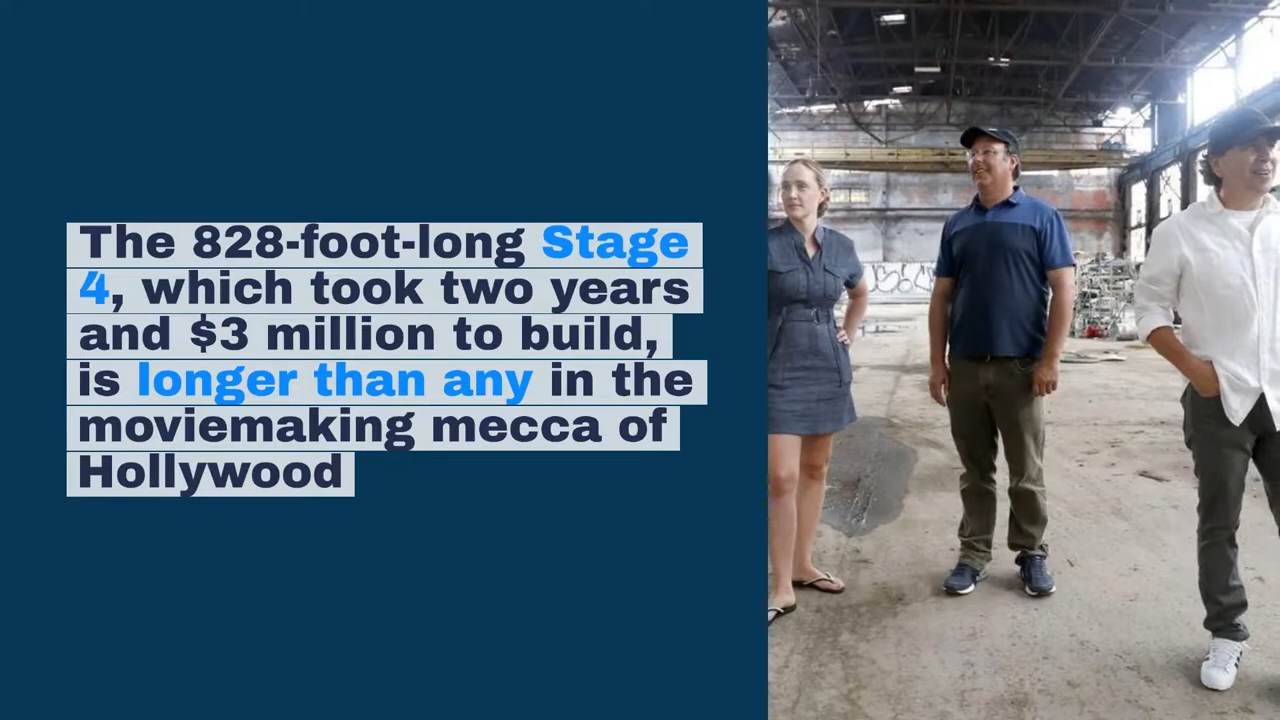 The 828-foot-long Stage
4, which took two years
and $3 million to build,
is longer than any in the
moviemaking mecca of
Hollywood